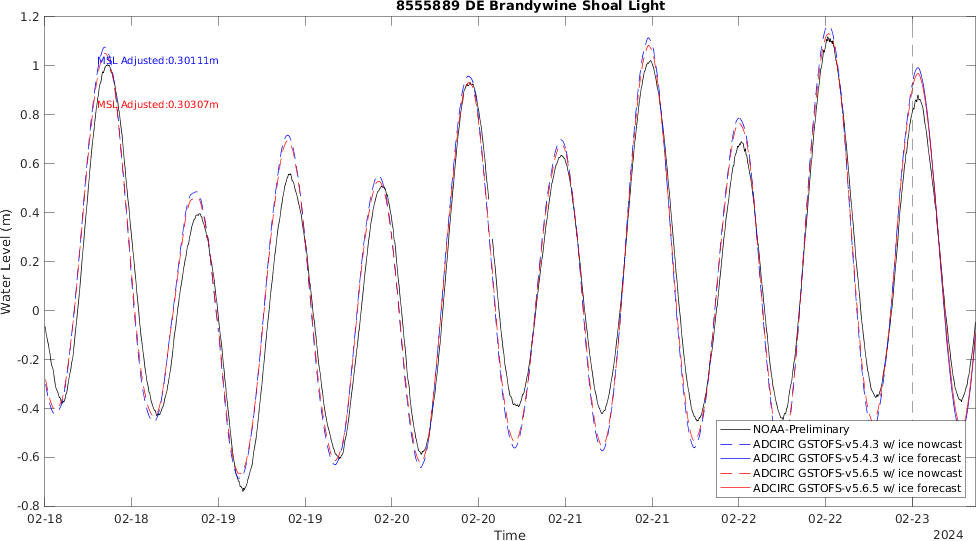 8555889 DE Brandywine Shoal Light
1.2
1
0.8
0.6
0.4
0.2
0
-0.2
-0.4
-0.6
-0.8
Water Level (m)
MSL Adjusted:0.30111m
MSL Adjusted:0.30307m
NOAA-Preliminary
ADCIRC GSTOFS-v5.4.3 w/ ice nowcast
ADCIRC GSTOFS-v5.4.3 w/ ice forecast
ADCIRC GSTOFS-v5.6.5 w/ ice nowcast
ADCIRC GSTOFS-v5.6.5 w/ ice forecast
02-18 02-18 02-19 02-19 02-20 02-20 02-21 02-21 02-22 02-22 02-23
Time
2024